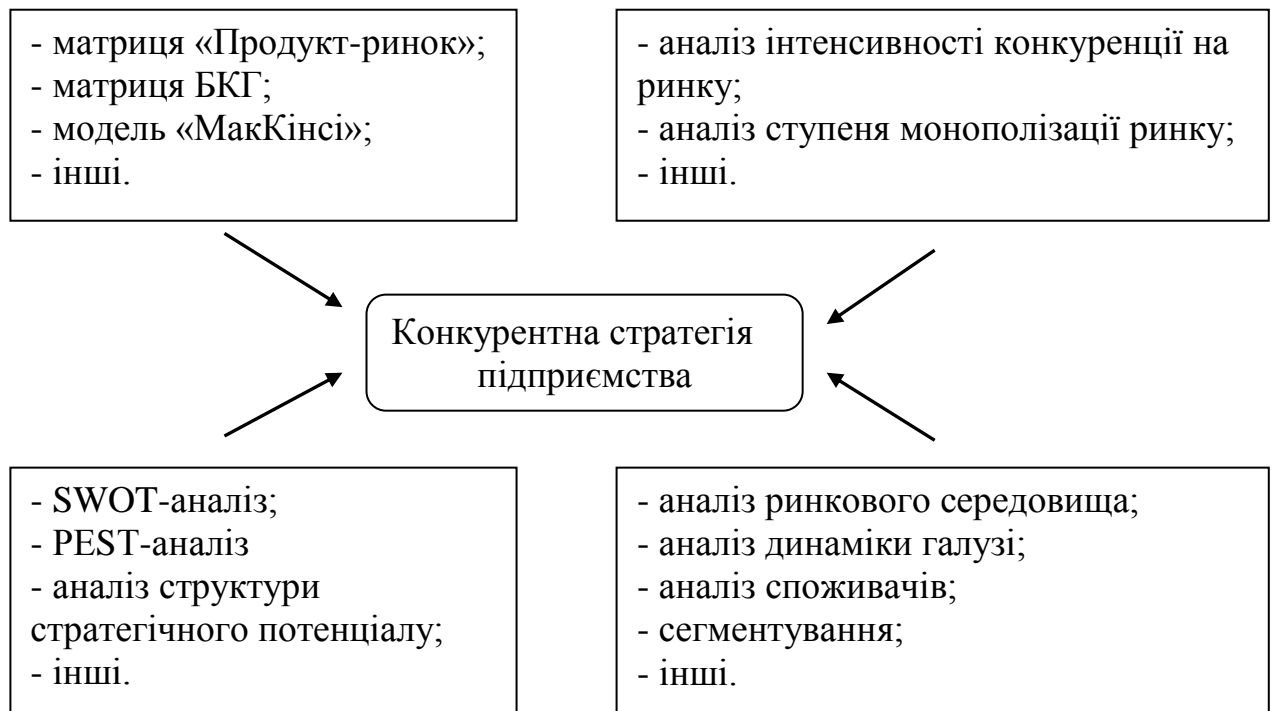 - матриця «Продукт-ринок»;
- матриця БКГ;
- модель «МакКінсі»;
- інші.
- аналіз інтенсивності конкуренції на
ринку;
- аналіз ступеня монополізації ринку;
- інші.
Конкурентна стратегія
підприємства
- SWOT-аналіз;
- PEST-аналіз
- аналіз структури
стратегічного потенціалу;
- інші.
- аналіз ринкового середовища;
- аналіз динаміки галузі;
- аналіз споживачів;
- сегментування;
- інші.